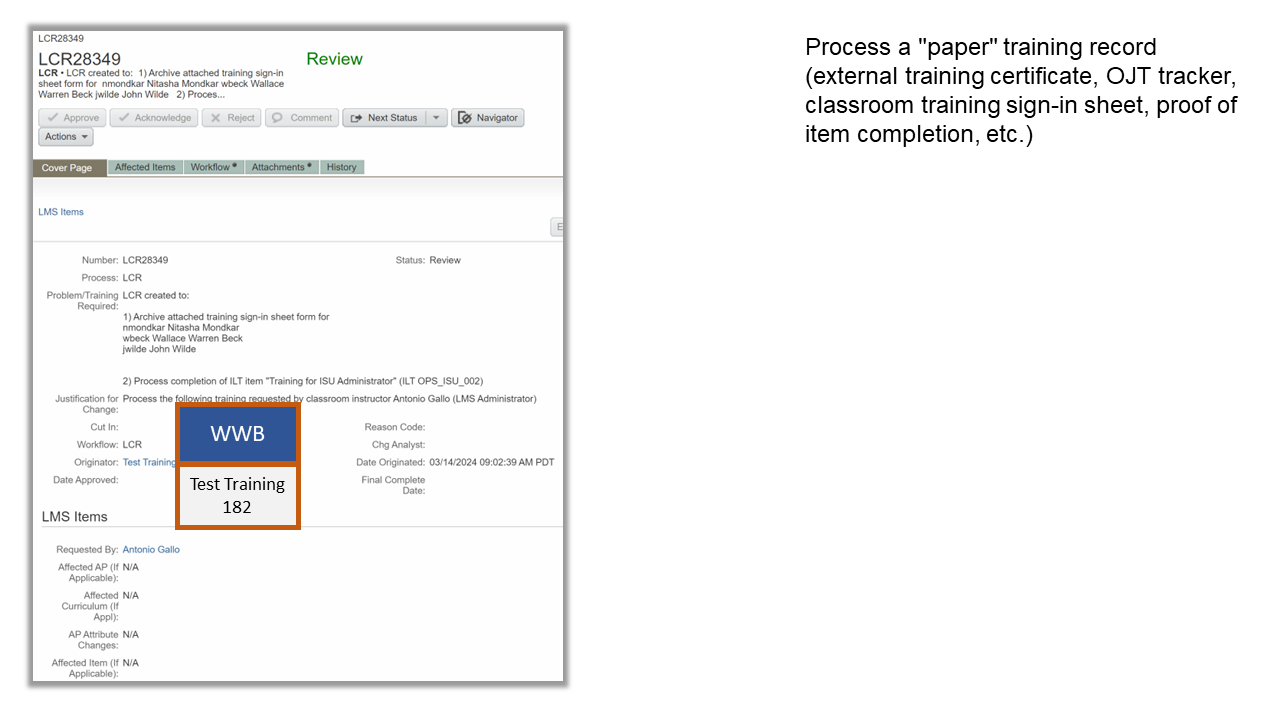 LCR28349
LCR28349
Review
LCR • LCR created to: 1) Archive attached training sign-in
sheet form for nmondkar Nitasha Mondkar wbeck Wallace
Warren Beck jwilde John Wilde 2) Proces...
Approve Acknowledge Reject Comment Next Status Navigator
Actions
Cover Page Affected Items Workflow Attachments History
LMS Items
E
Number: LCR28349 Status: Review
Process: LCR
Problem/Training Required: LCR created to:
1) Archive attached training sign-in sheet form for
nmondkar Nitasha Mondkar
wbeck Wallace Warren Beck
jwilde John Wilde
2) Process completion of ILT item "Training for ISU Administrator" (ILT OPS_ISU_002)
Justification for Change: Process the following training requested by classroom instructor Antonio Gallo (LMS Administrator)
Cut In: Reason Code:
Workflow: LCR Chg Analyst:
Originator: Test Training Date Originated: 03/14/2024 09:02:39 AM PDT
Date Approved: Final Complete Date:
WWB
Test Training
182
LMS Items
Requested By: Antonio Gallo
Affected AP (If Applicable): N/A
Affected Curriculum (If Appl): N/A
AP Attribute Changes: N/A
Affected Item (If Applicable): N/A
Process a "paper" training record
(external training certificate, OJT tracker,
classroom training sign-in sheet, proof of
item completion, etc.)